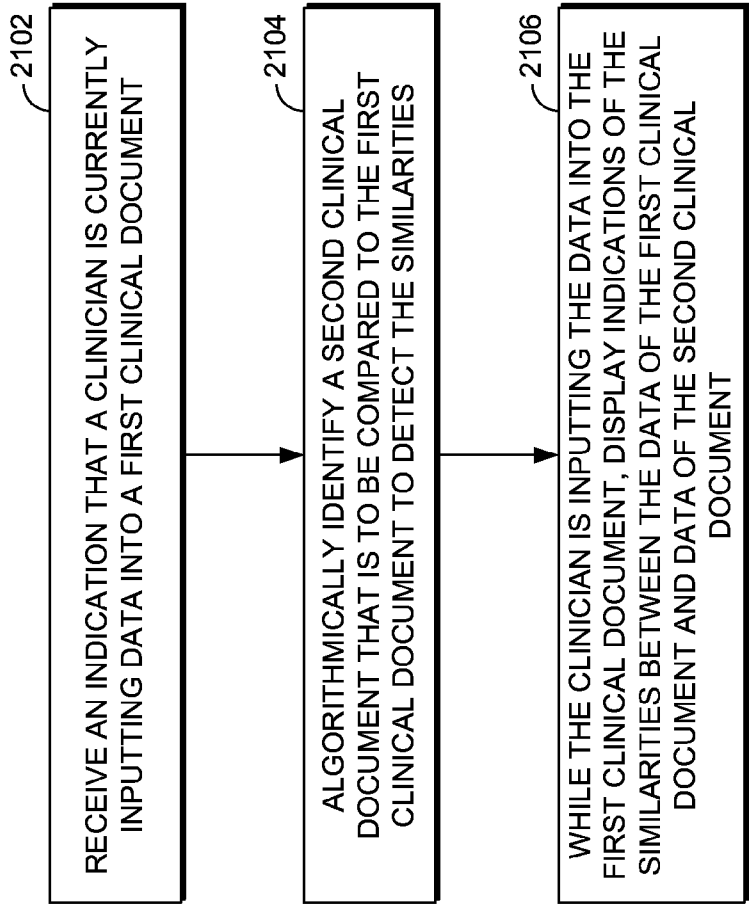 2102
RECEIVE AN INDICATION THAT A CLINICIAN IS CURRENTLY
INPUTTING DATA INTO A FIRST CLINICAL DOCUMENT
2104
ALGORITHMICALLY IDENTIFY A SECOND CLINICAL
DOCUMENT THAT IS TO BE COMPARED TO THE FIRST
CLINICAL DOCUMENT TO DETECT THE SIMILARITIES
2106
WHILE THE CLINICIAN IS INPUTTING THE DATA INTO THE
FIRST CLINICAL DOCUMENT, DISPLAY INDICATIONS OF THE
SIMILARITIES BETWEEN THE DATA OF THE FIRST CLINICAL
DOCUMENT AND DATA OF THE SECOND CLINICAL
DOCUMENT